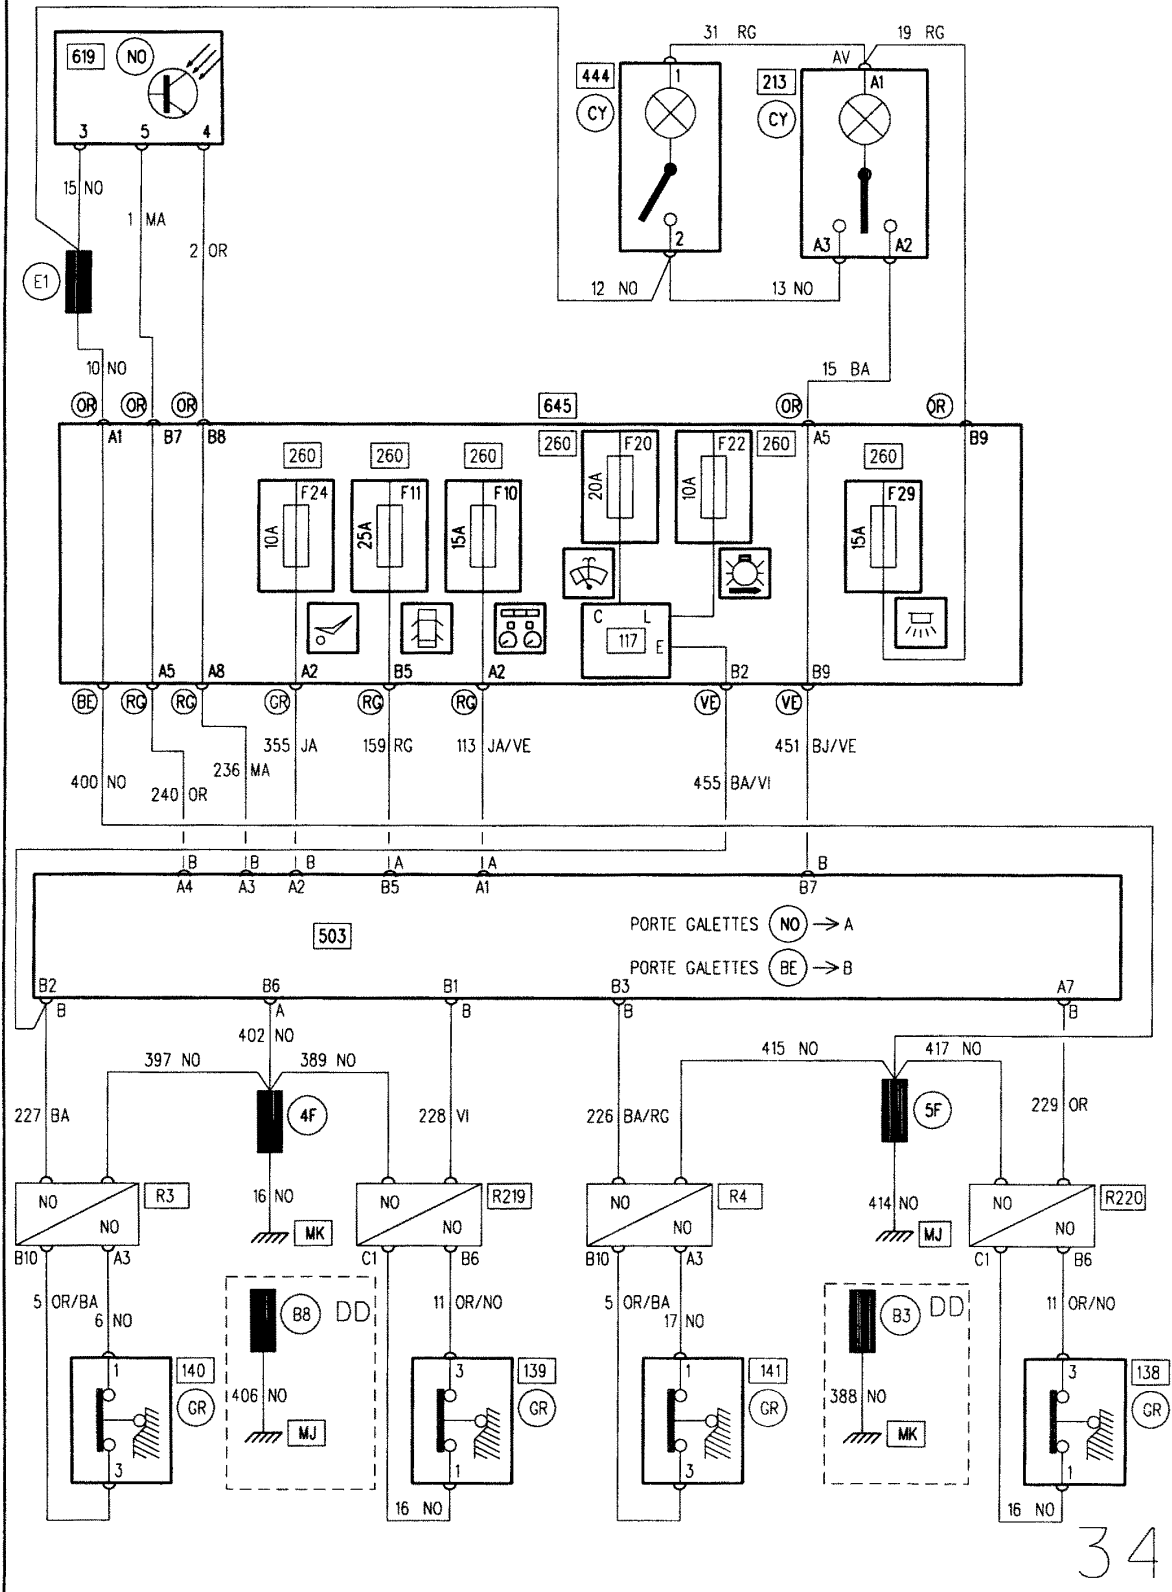 31 RG
19 RG
619 NO
444
CY
1
AV
213
CY
A1
3 5 4
15 NO
1 MA
2 OR
2
A3 A2
E1
12 NO
13 NO
10 NO
15 BA
OR OR OR
645
OR OR
A1 B7 B8
A5 B9
260 260 260 260 F20 F22 260 260
F24 F11 F10 F29
10A 25A 15A 20A 10A 15A
C L
117
E
A5 A8 A2 B5 A2 B2 B9
BE RG RG GR RG RG VE VE
355 JA
159 RG
113 JA/VE
451 BJ/VE
236 MA
400 NO
240 OR
455 BA/VI
B B B A A B
A4 A3 A2 B5 A1 B7
503
PORTE GALETTES NO → A
PORTE GALETTES BE → B
B2 B6 B1 B3 A7
B A B B B
402 NO
397 NO
389 NO
415 NO
417 NO
227 BA
4F
228 VI
226 BA/RG
5F
229 OR
NO NO R3
16 NO
MK
NO NO R219
NO NO R4
414 NO
MJ
NO NO R220
B10 A3 C1 B6 B10 A3 C1 B6
5 OR/BA
6 NO
B8 DD
11 OR/NO
5 OR/BA
17 NO
B3 DD
11 OR/NO
1 140
GR
3
406 NO
MJ
3 139
GR
1
1 141
GR
3
388 NO
MK
3 138
GR
1
16 NO
16 NO
34